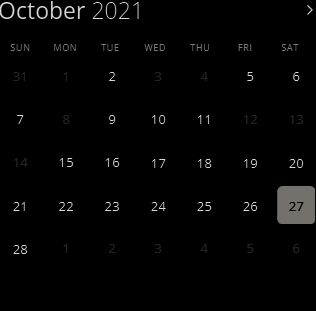 October 2021
SUN MON TUE WED THU FRI SAT
31 1 2 3 4 5 6
7 8 9 10 11 12 13
14 15 16 17 18 19 20
21 22 23 24 25 26 27
28 1 2 3 4 5 6